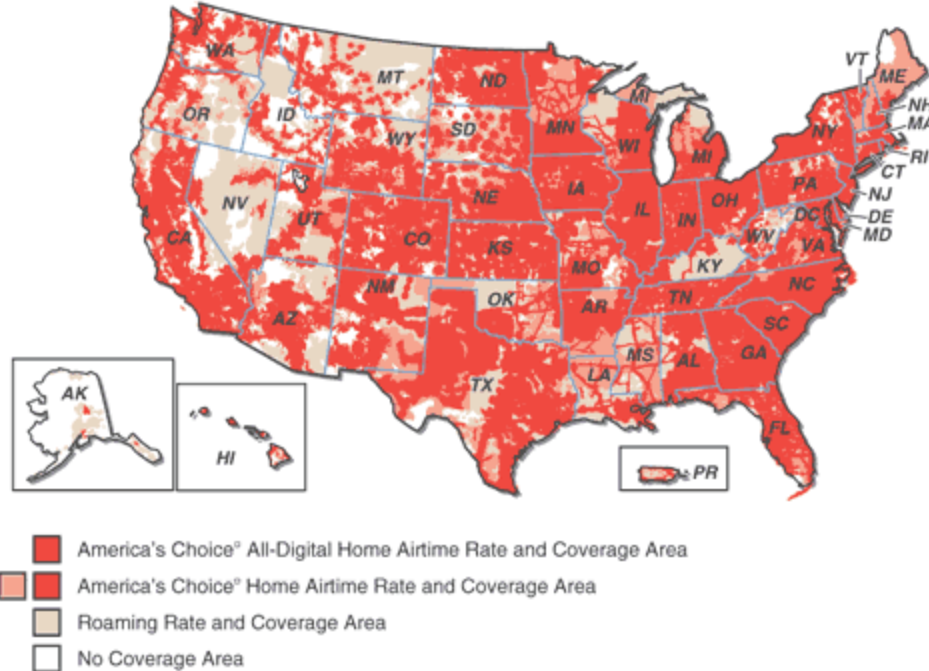 WA
MT
ND
VT
ME
OR
ID
MN
MI
NH
SD
WY
WI
MI
NY
MA
RI
CT
NE
IA
PA
NJ
NV
UT
IL
IN
OH
DE
CA
CO
KS
MO
WV
DC
MD
VA
KY
NM
OK
AR
TN
NC
AZ
SC
MS
AL
GA
TX
LA
AK
HI
FL
PR
America's Choice® All-Digital Home Airtime Rate and Coverage Area
America's Choice® Home Airtime Rate and Coverage Area
Roaming Rate and Coverage Area
No Coverage Area